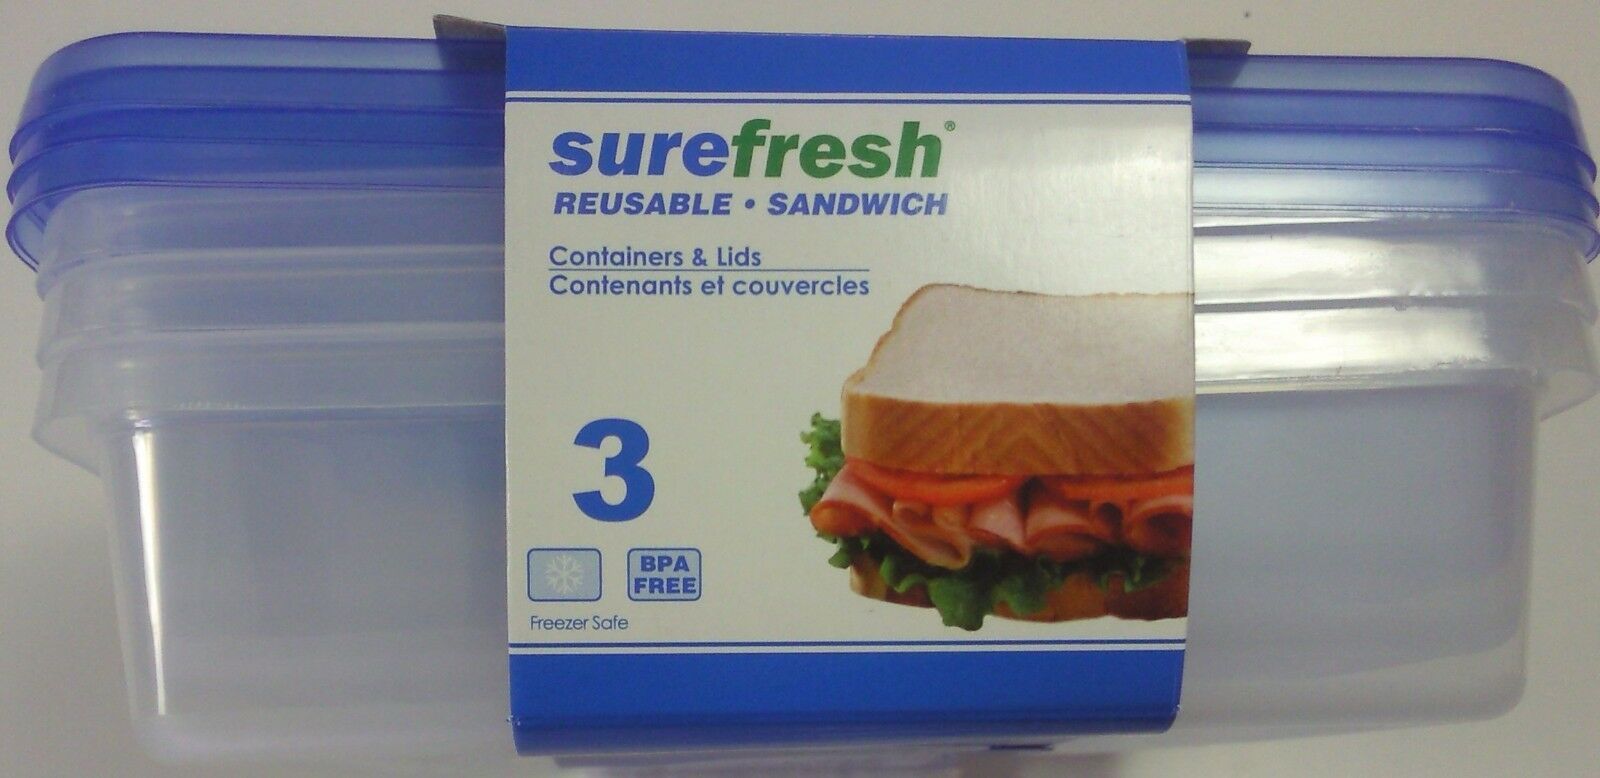 surefresh®
REUSABLE • SANDWICH
Containers & Lids
Contenants et couvercles
3
BPA
FREE
Freezer Safe